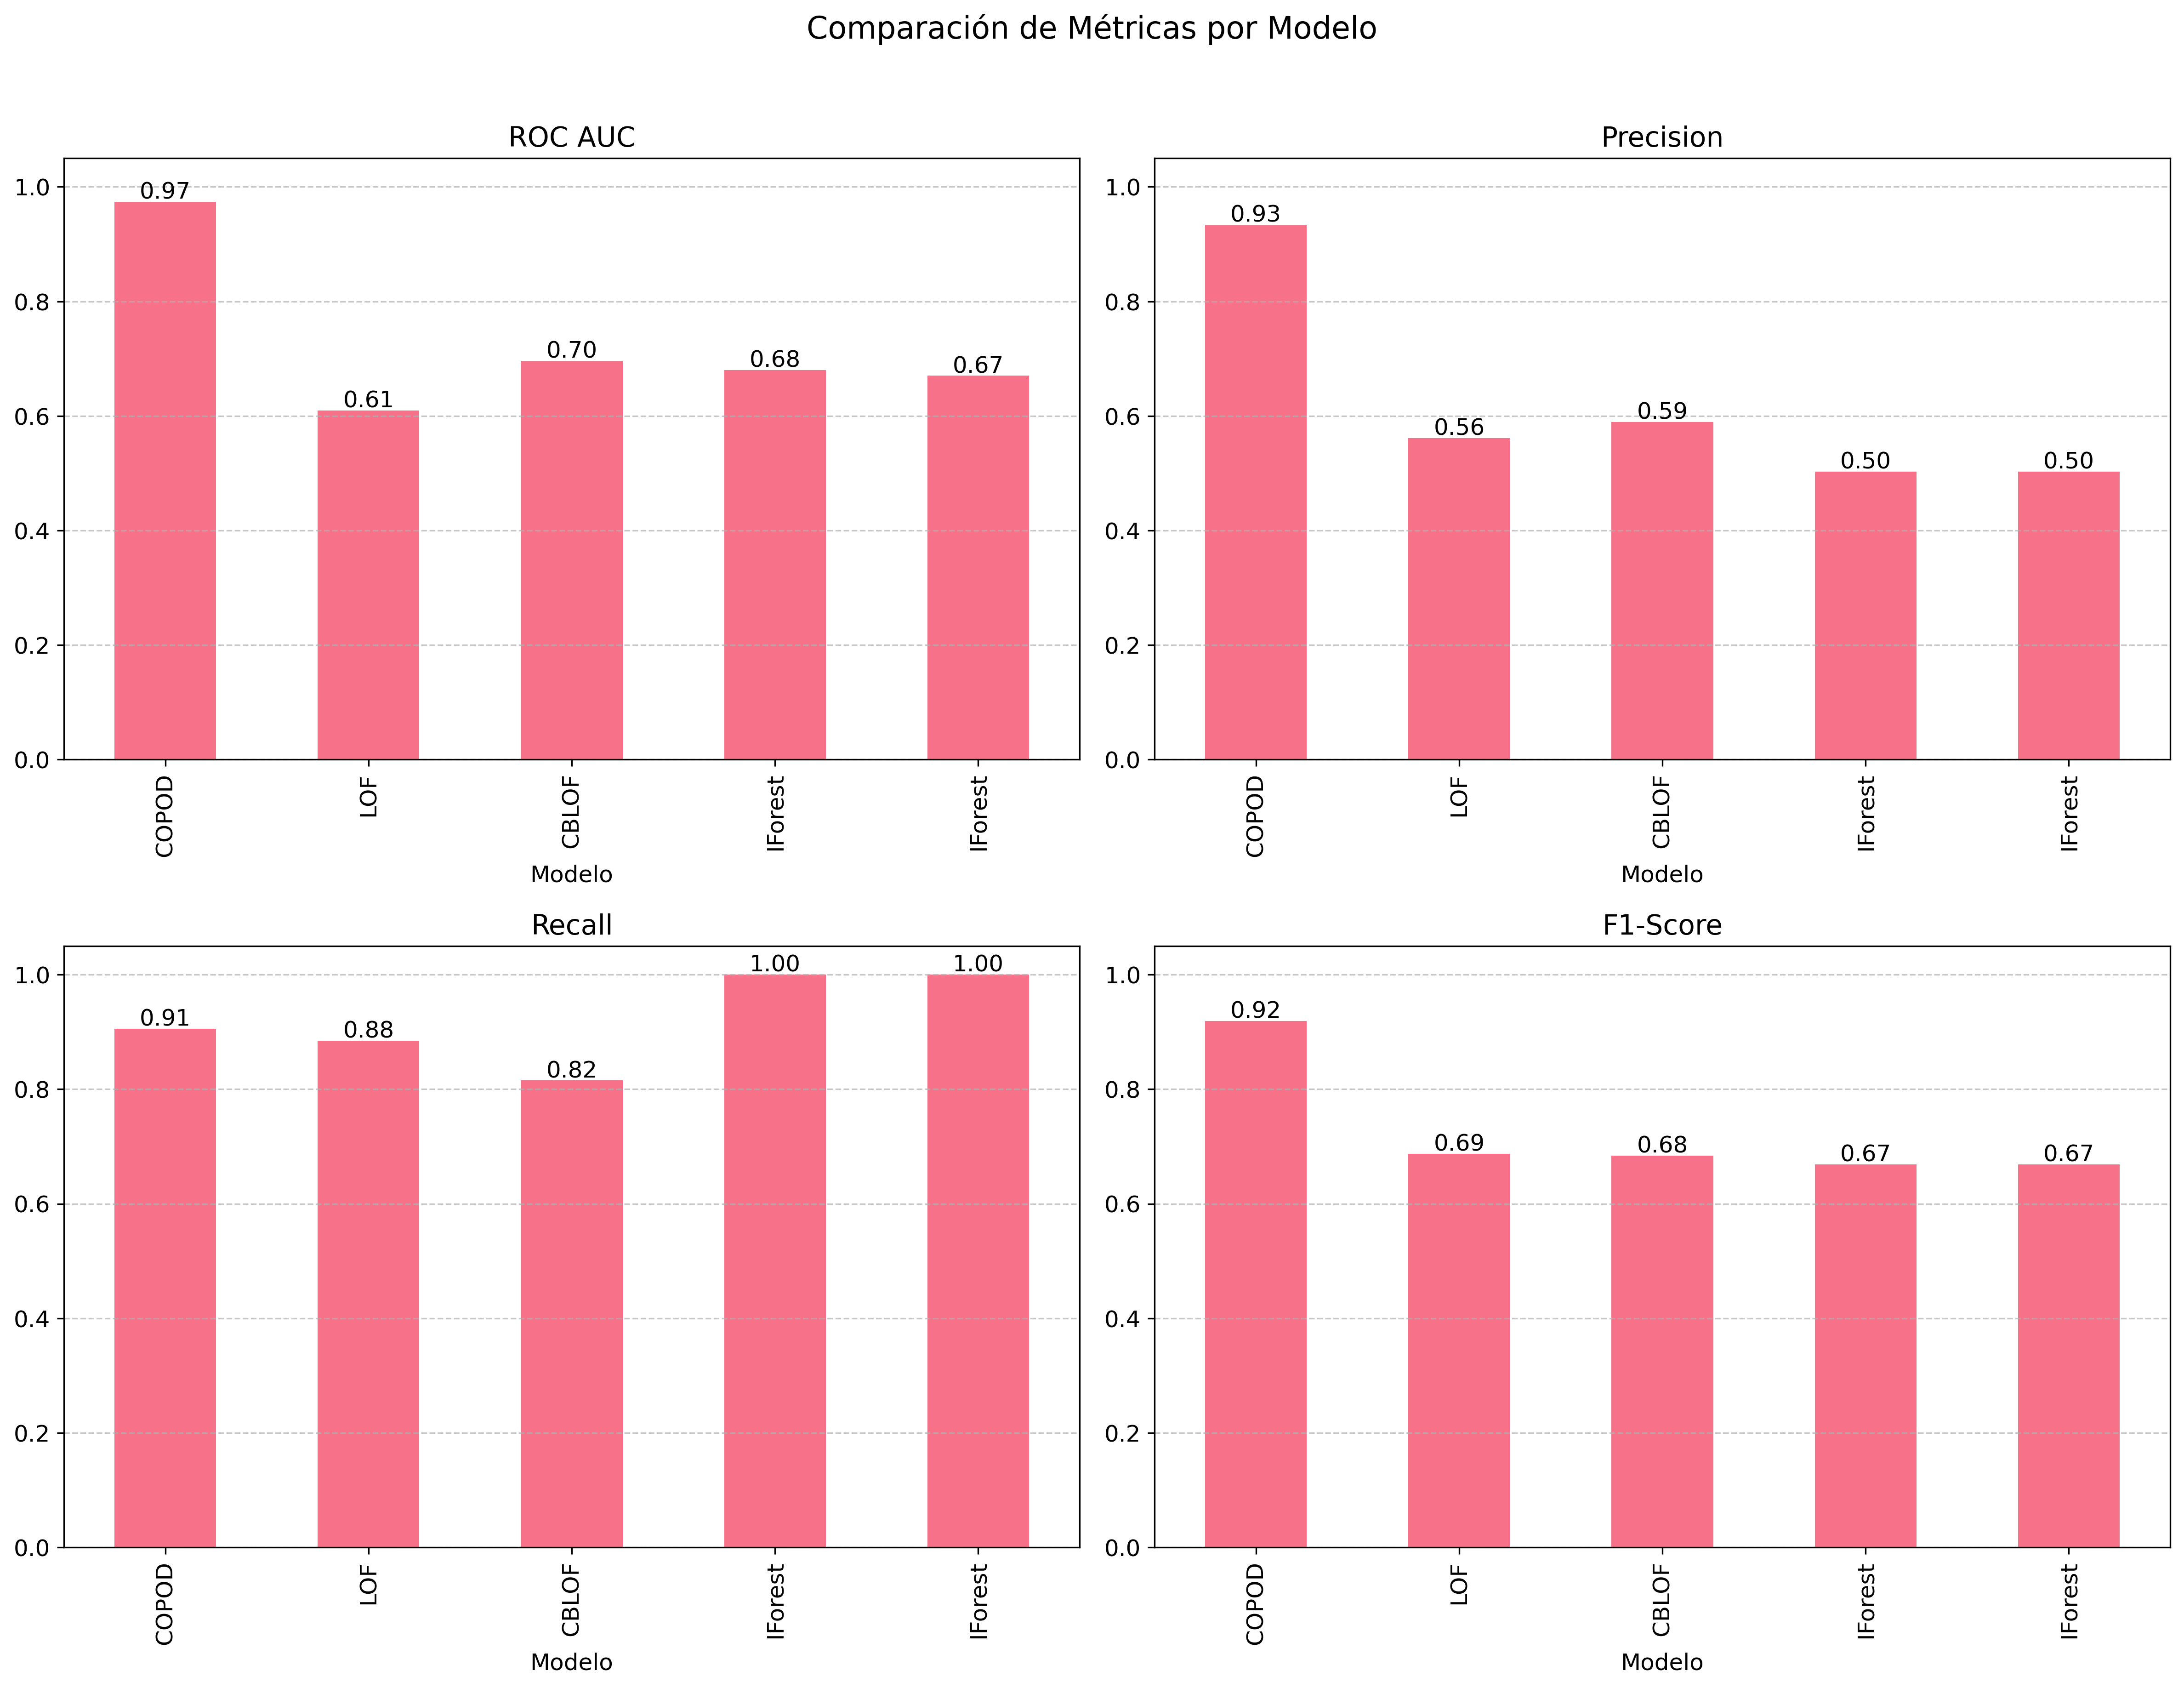 Comparación de Métricas por Modelo
ROC AUC
1.0
0.8
0.6
0.4
0.2
0.0
0.97
0.61
0.70
0.68
0.67
COPOD
LOF
CBLOF
IForest
IForest
Modelo
Precision
1.0
0.8
0.6
0.4
0.2
0.0
0.93
0.56
0.59
0.50
0.50
COPOD
LOF
CBLOF
IForest
IForest
Modelo
Recall
1.0
0.8
0.6
0.4
0.2
0.0
0.91
0.88
0.82
1.00
1.00
COPOD
LOF
CBLOF
IForest
IForest
Modelo
F1-Score
1.0
0.8
0.6
0.4
0.2
0.0
0.92
0.69
0.68
0.67
0.67
COPOD
LOF
CBLOF
IForest
IForest
Modelo